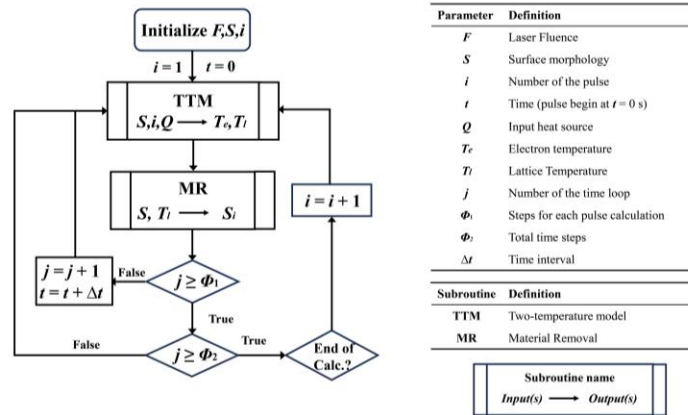 Initialize F,S,i
i = 1 t = 0
TTM
S,i,Q → Te,Tl
MR
S, Tl → Si
i = i + 1
j = j + 1
t = t + Δt
False
j ≥ Φ1
True
False
j ≥ Φ2
True
End of
Calc.?
Parameter Definition
F Laser Fluence
S Surface morphology
i Number of the pulse
t Time (pulse begin at t = 0 s)
Q Input heat source
Te Electron temperature
Tl Lattice Temperature
j Number of the time loop
Φ1 Steps for each pulse calculation
Φ2 Total time steps
Δt Time interval
Subroutine Definition
TTM Two-temperature model
MR Material Removal
Subroutine name
Input(s) → Output(s)